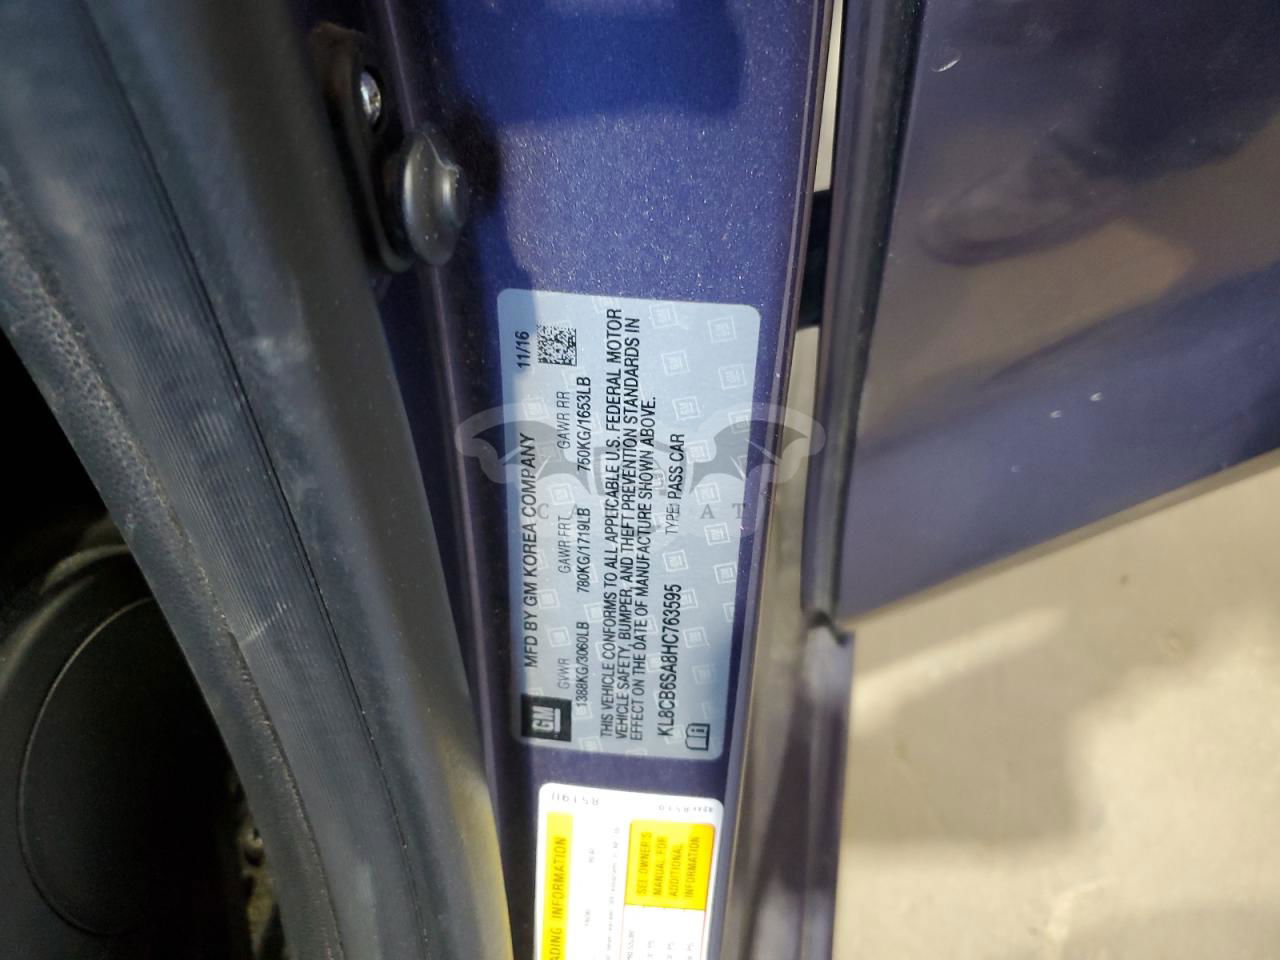 11/16
MFD BY GM KOREA COMPANY
GVWR GAWR FRT GAWR RR
1388KG/3060LB 780KG/1719LB 750KG/1653LB
THIS VEHICLE CONFORMS TO ALL APPLICABLE U.S. FEDERAL MOTOR
VEHICLE SAFETY, BUMPER, AND THEFT PREVENTION STANDARDS IN
EFFECT ON THE DATE OF MANUFACTURE SHOWN ABOVE.
KL8CB6SA8HC763595 TYPE: PASS CAR
GM
ADING INFORMATION
SEE OWNER'S
MANUAL FOR
ADDITIONAL
INFORMATION